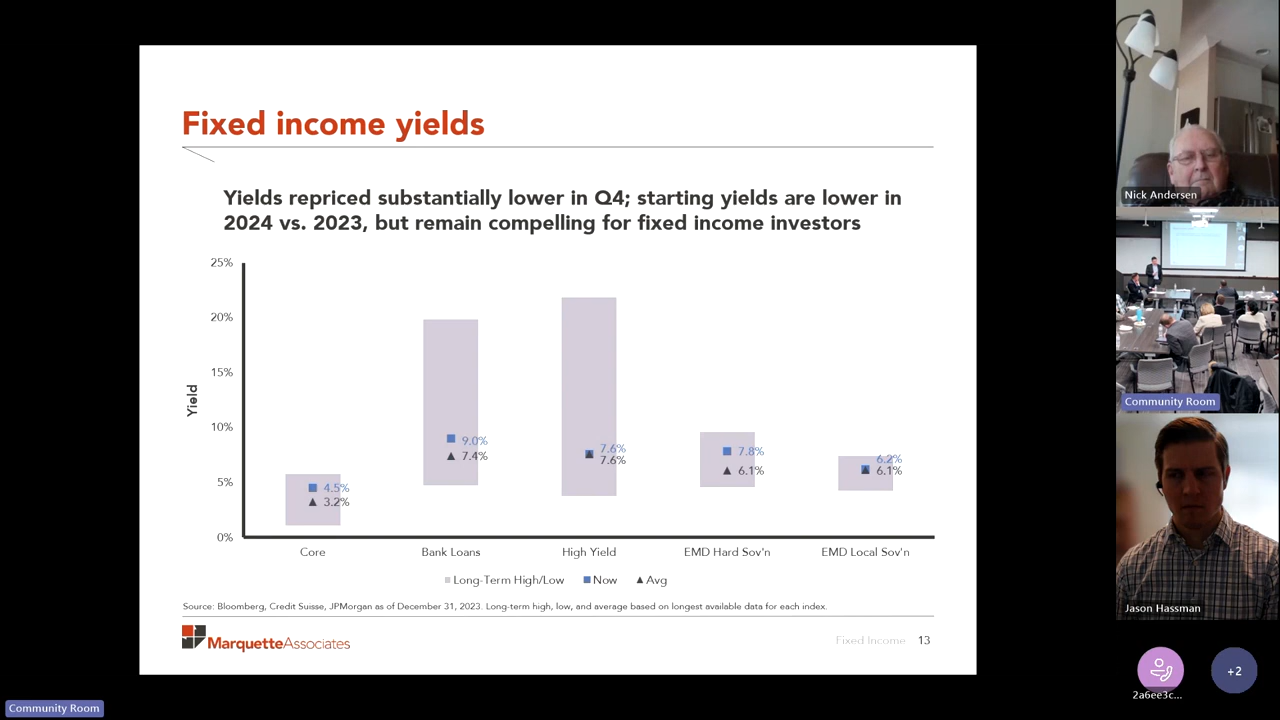 Fixed income yields
Yields repriced substantially lower in Q4; starting yields are lower in
2024 vs. 2023, but remain compelling for fixed income investors
25%
20%
15%
10%
5%
0%
Yield
4.5%
3.2%
9.0%
7.4%
7.6%
7.6%
7.8%
6.1%
6.2%
6.1%
Core
Bank Loans
High Yield
EMD Hard Sov'n
EMD Local Sov'n
Long-Term High/Low
Now
Avg
Source: Bloomberg, Credit Suisse, JPMorgan as of December 31, 2023. Long-term high, low, and average based on longest available data for each index.
MarquetteAssociates
Fixed Income 13
Community Room
Nick Andersen
Community Room
Jason Hassman
2a6ee3c...
+2